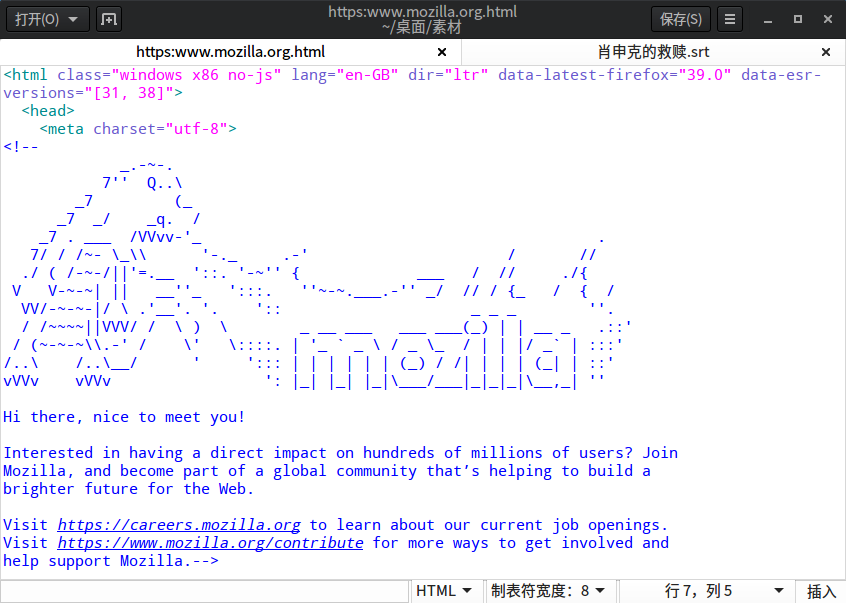 打开(O)
https:www.mozilla.org.html
~/桌面/素材
保存(S)
https:www.mozilla.org.html
肖申克的救赎.srt
<html class="windows x86 no-js" lang="en-GB" dir="ltr" data-latest-firefox="39.0" data-esr-
versions="[31, 38]">
  <head>
    <meta charset="utf-8">
<!--
             _.-~-.
           7''  Q..\
        _7         (_
      _7  _/    _q.  /
    _7 . ___  /VVvv-'_                                            .
   7/ / /~- \_\\      '-._     .-'                      /       //
  ./ ( /-~-/||'=.__  '::. '-~'' {             ___   /  //     ./{
 V   V-~-~| ||   __''_   ':::.   ''~-~.___.-'' _/  // / {_   /  {  /
  VV/-~-~-|/ \ .'__'. '.    '::                     _ _ _        ''.
  / /~~~~||VVV/ /  \ )  \        _ __ ___   ___ ___(_) | | __ _   .::'
 / (~-~-~\\.-' /    \'   \::::. | '_ ` _ \ / _ \_  / | | |/ _` | :::'
/..\    /..\__/      '     '::: | | | | | | (_) / /| | | | (_| | ::'
vVVv    vVVv                 ': |_| |_| |_|\___/___|_|_|_|\__,_| ''
Hi there, nice to meet you!
Interested in having a direct impact on hundreds of millions of users? Join
Mozilla, and become part of a global community that’s helping to build a
brighter future for the Web.
Visit https://careers.mozilla.org to learn about our current job openings.
Visit https://www.mozilla.org/contribute for more ways to get involved and
help support Mozilla.-->
HTML
制表符宽度：8
行 7，列 5
插入